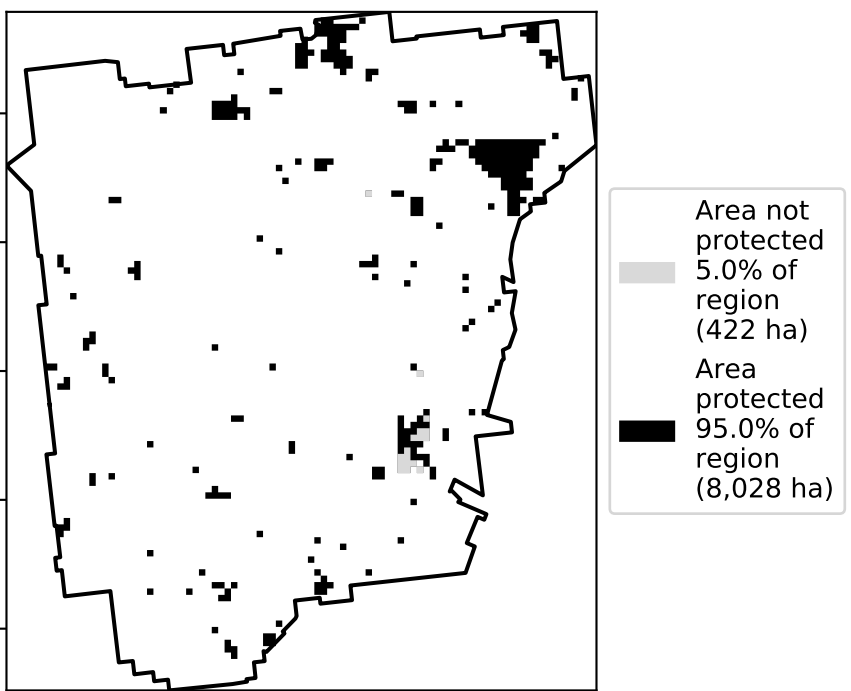 Area not
protected
5.0% of
region
(422 ha)
Area
protected
95.0% of
region
(8,028 ha)